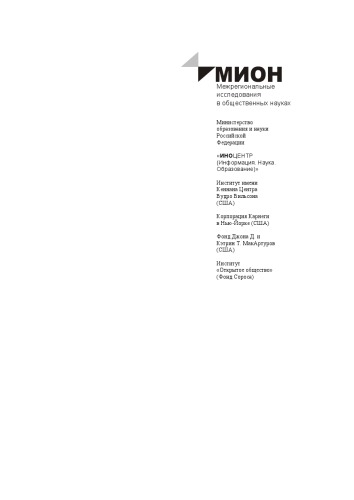 МИОН
Межрегиональные
исследования
в общественных науках
Министерство
образования и науки
Российской
Федерации
«ИНОЦЕНТР
(Информация. Наука.
Образование)»
Институт имени
Кеннана Центра
Вудро Вильсона
(США)
Корпорация Карнеги
в Нью-Йорке (США)
Фонд Джона Д. и
Кэтрин Т. МакАртуров
(США)
Институт
«Открытое общество»
(Фонд Сороса)